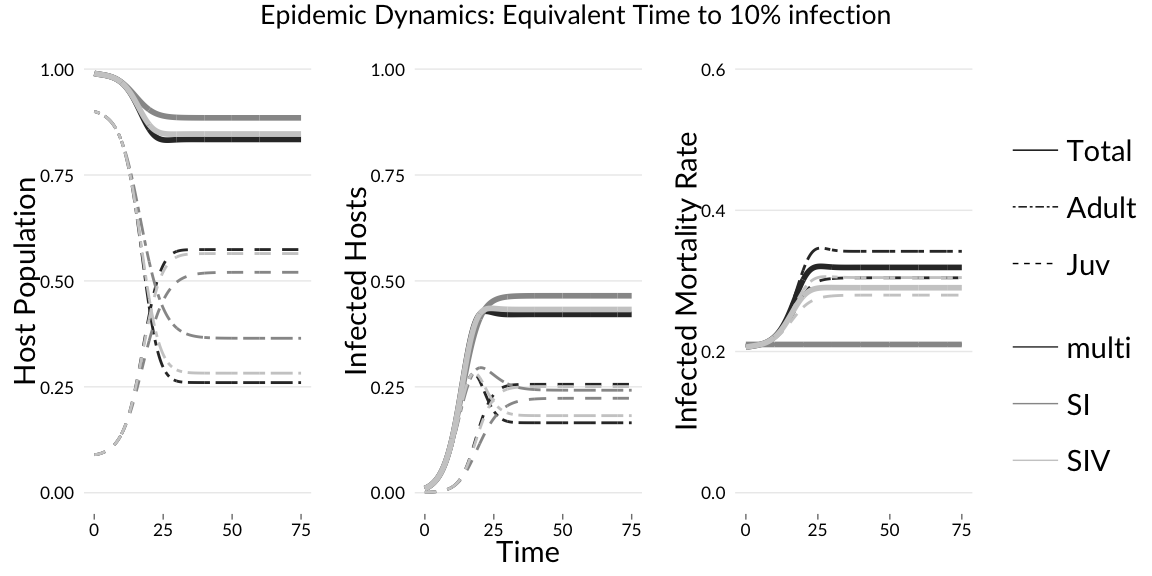 Epidemic Dynamics: Equivalent Time to 10% infection
Host Population
1.00
0.75
0.50
0.25
0.00
0 25 50 75
Infected Hosts
1.00
0.75
0.50
0.25
0.00
0 25 50 75
Time
Infected Mortality Rate
0.6
0.4
0.2
0.0
0 25 50 75
Total
Adult
Juv
multi
SI
SIV